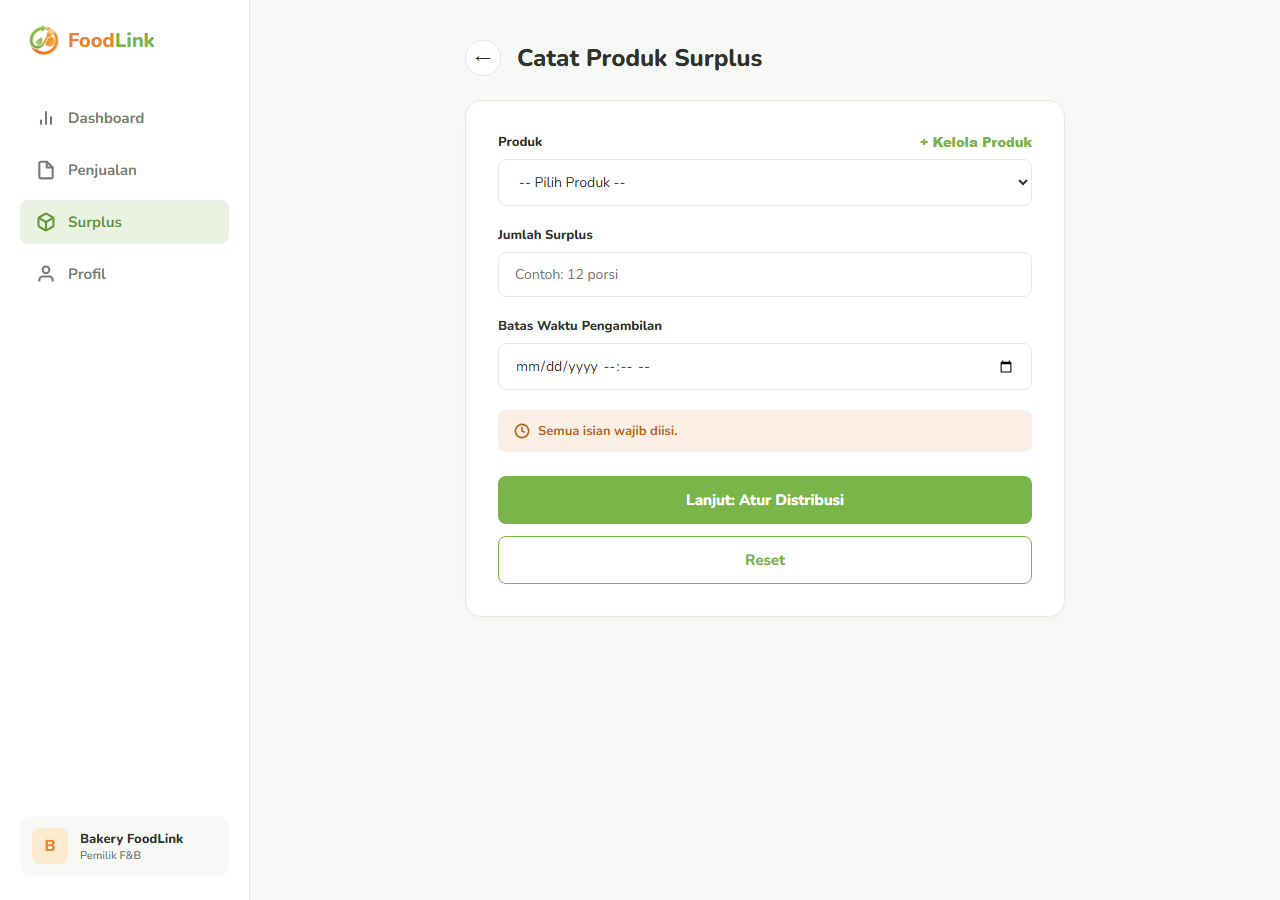 FoodLink
Dashboard
Penjualan
Surplus
Profil
Bakery FoodLink
B
Pemilik F&B
← Catat Produk Surplus
Produk + Kelola Produk
-- Pilih Produk --
Jumlah Surplus
Contoh: 12 porsi
Batas Waktu Pengambilan
mm/dd/yyyy --:-- --
Semua isian wajib diisi.
Lanjut: Atur Distribusi
Reset